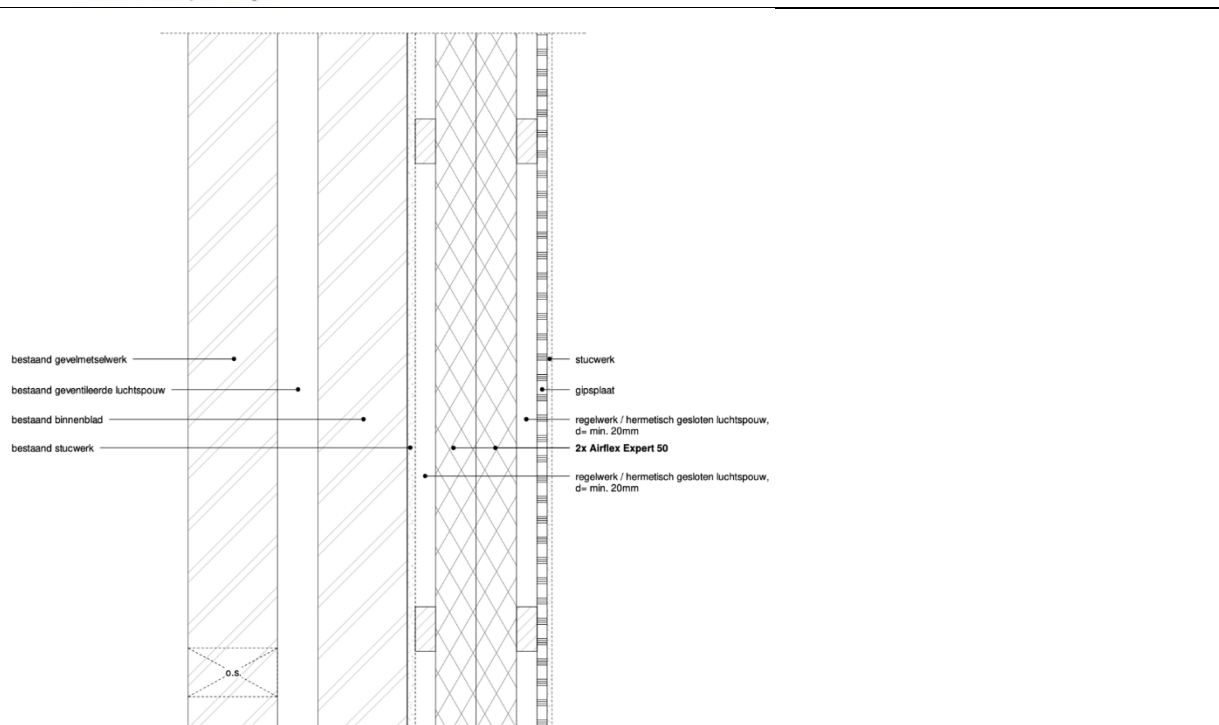 bestaand gevelmetselwerk
bestaand geventileerde luchtspouw
bestaand binnenblad
bestaand stucwerk
stucwerk
gipsplaat
regelwerk / hermetisch gesloten luchtspouw,
d= min. 20mm
2x Airflex Expert 50
regelwerk / hermetisch gesloten luchtspouw,
d= min. 20mm
o.s.